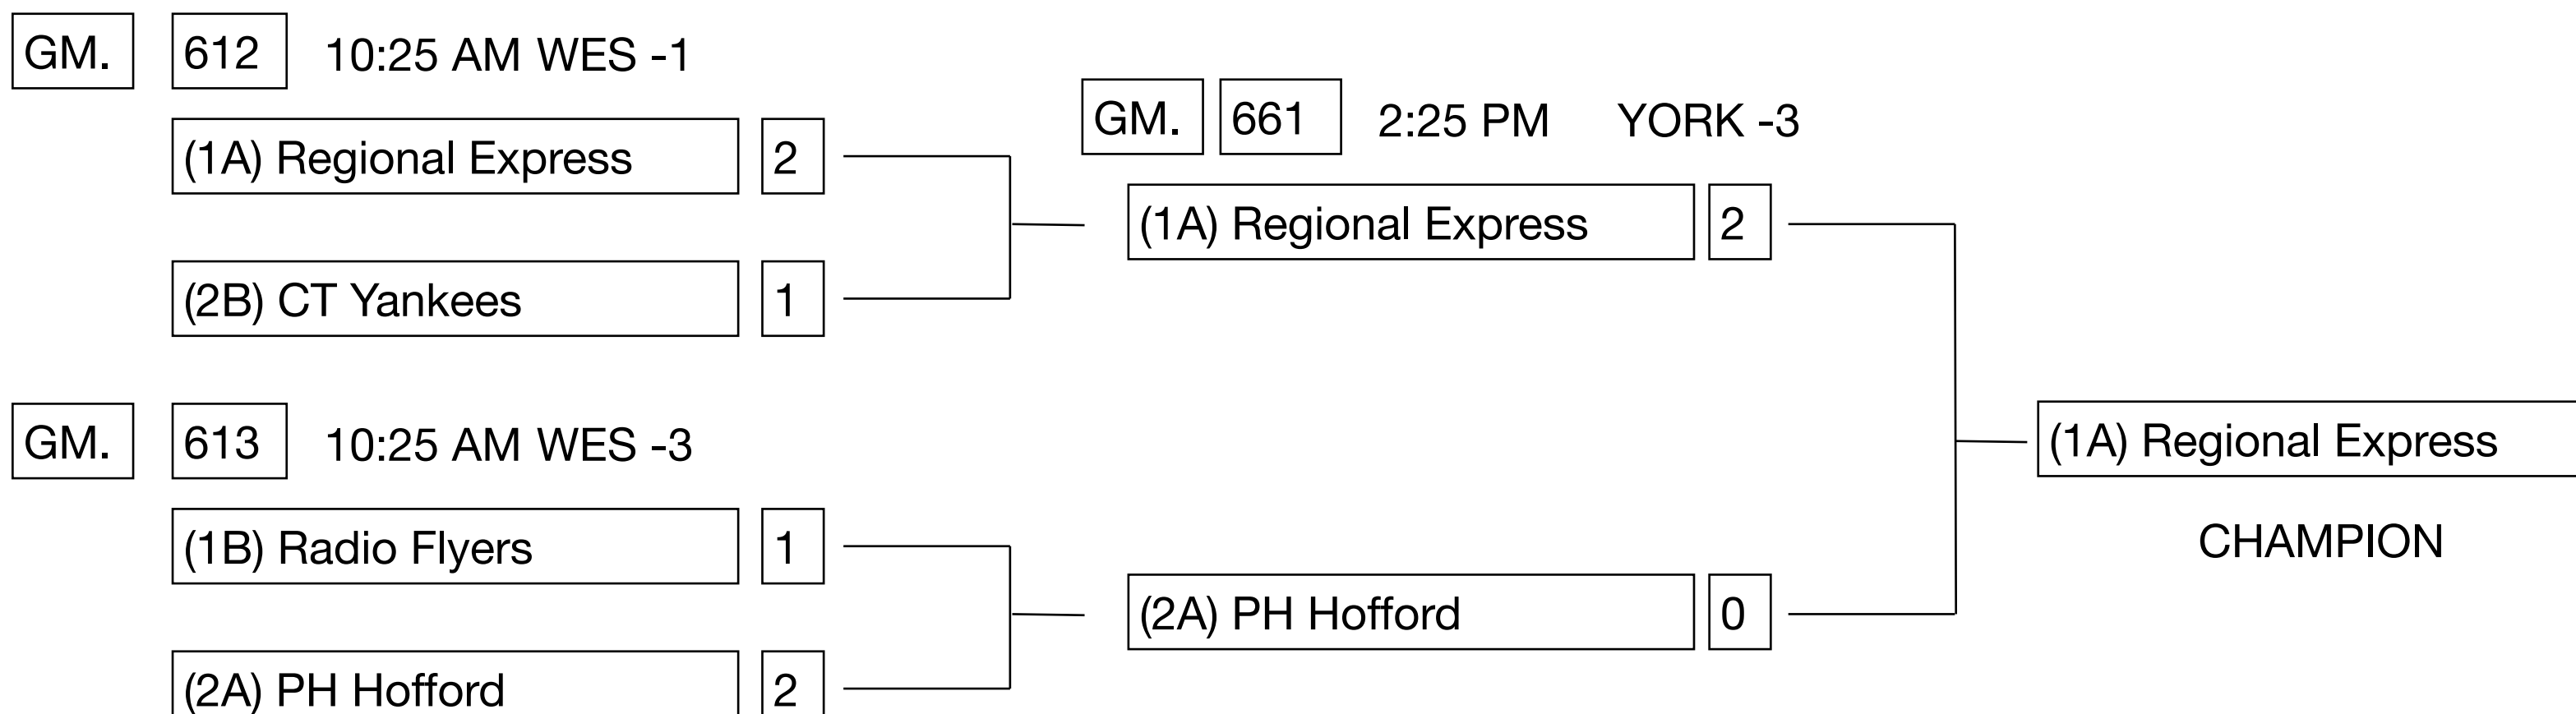 GM. 612 10:25 AM WES -1
(1A) Regional Express 2
(2B) CT Yankees 1
GM. 613 10:25 AM WES -3
(1B) Radio Flyers 1
(2A) PH Hofford 2
GM. 661 2:25 PM YORK -3
(1A) Regional Express 2
(2A) PH Hofford 0
(1A) Regional Express
CHAMPION